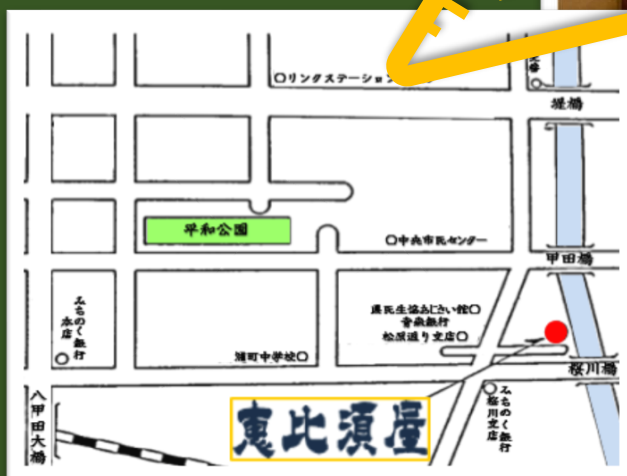 リングステーション
堤橋
平和公園
中央市民センター
甲田橋
みちのく銀行
本店
県民生協あじさい館
青森銀行
松原通り支店
浦町中学校
桜川橋
八甲田大橋
恵比須屋
みちのく銀行
桜川支店